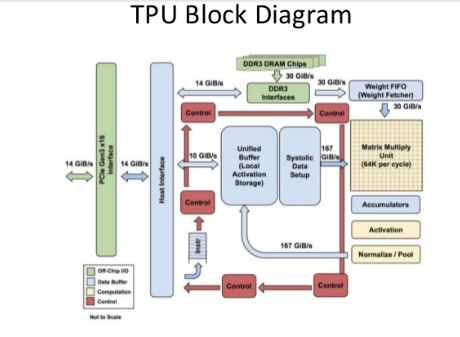 TPU Block Diagram
DDR3 DRAM Chips
30 GiB/s
14 GiB/s
DDR3
Interfaces
30 GiB/s
Weight FIFO
(Weight Fetcher)
30 GiB/s
Control
Control
14 GiB/s
PCIe Gen3 x16
Interface
14 GiB/s
Host Interface
10 GiB/s
Unified
Buffer
(Local
Activation
Storage)
Systolic
Data
Setup
167
GiB/s
Matrix Multiply
Unit
(64K per cycle)
Control
Accumulators
Activation
Instr
167 GiB/s
Normalize / Pool
Control
Control
Off-Chip I/O
Data Buffer
Computation
Control
Not to Scale